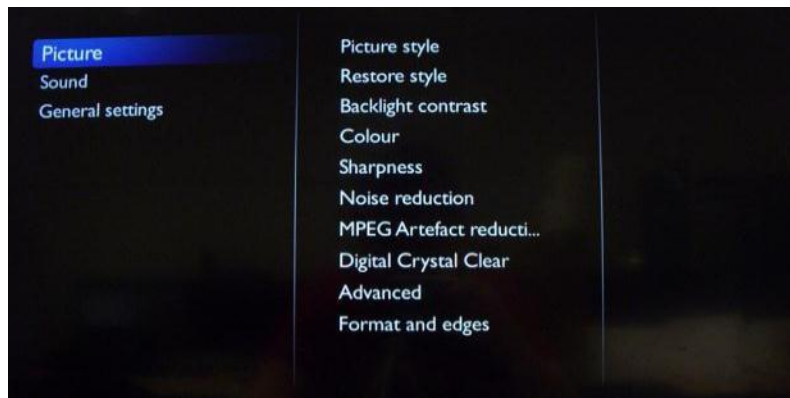 Picture
Sound
General settings
Picture style
Restore style
Backlight contrast
Colour
Sharpness
Noise reduction
MPEG Artefact reducti...
Digital Crystal Clear
Advanced
Format and edges